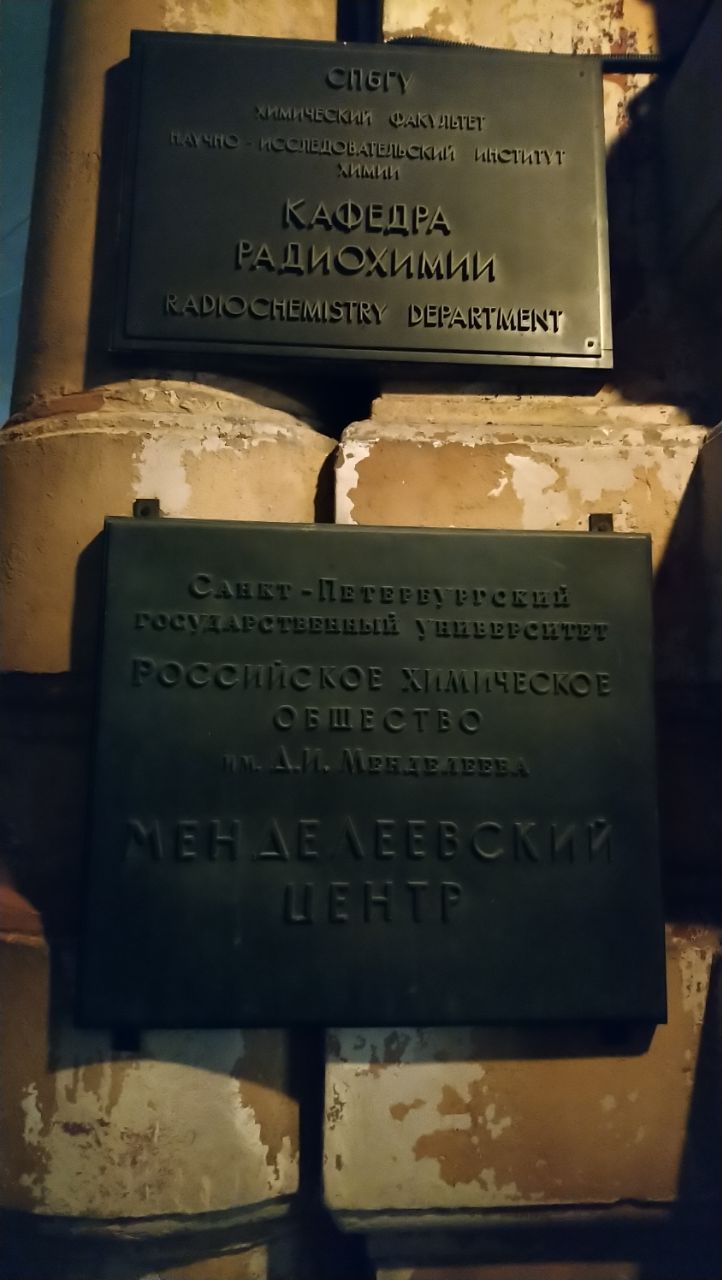 СПбГУ
ХИМИЧЕСКИЙ ФАКУЛЬТЕТ
НАУЧНО-ИССЛЕДОВАТЕЛЬСКИЙ ИНСТИТУТ
ХИМИИ
КАФЕДРА
РАДИОХИМИИ
RADIOCHEMISTRY DEPARTMENT
САНКТ-ПЕТЕРБУРГСКИЙ
ГОСУДАРСТВЕННЫЙ УНИВЕРСИТЕТ
РОССИЙСКОЕ ХИМИЧЕСКОЕ
ОБЩЕСТВО
ИМ. Д.И. МЕНДЕЛЕЕВА
МЕНДЕЛЕЕВСКИЙ
ЦЕНТР